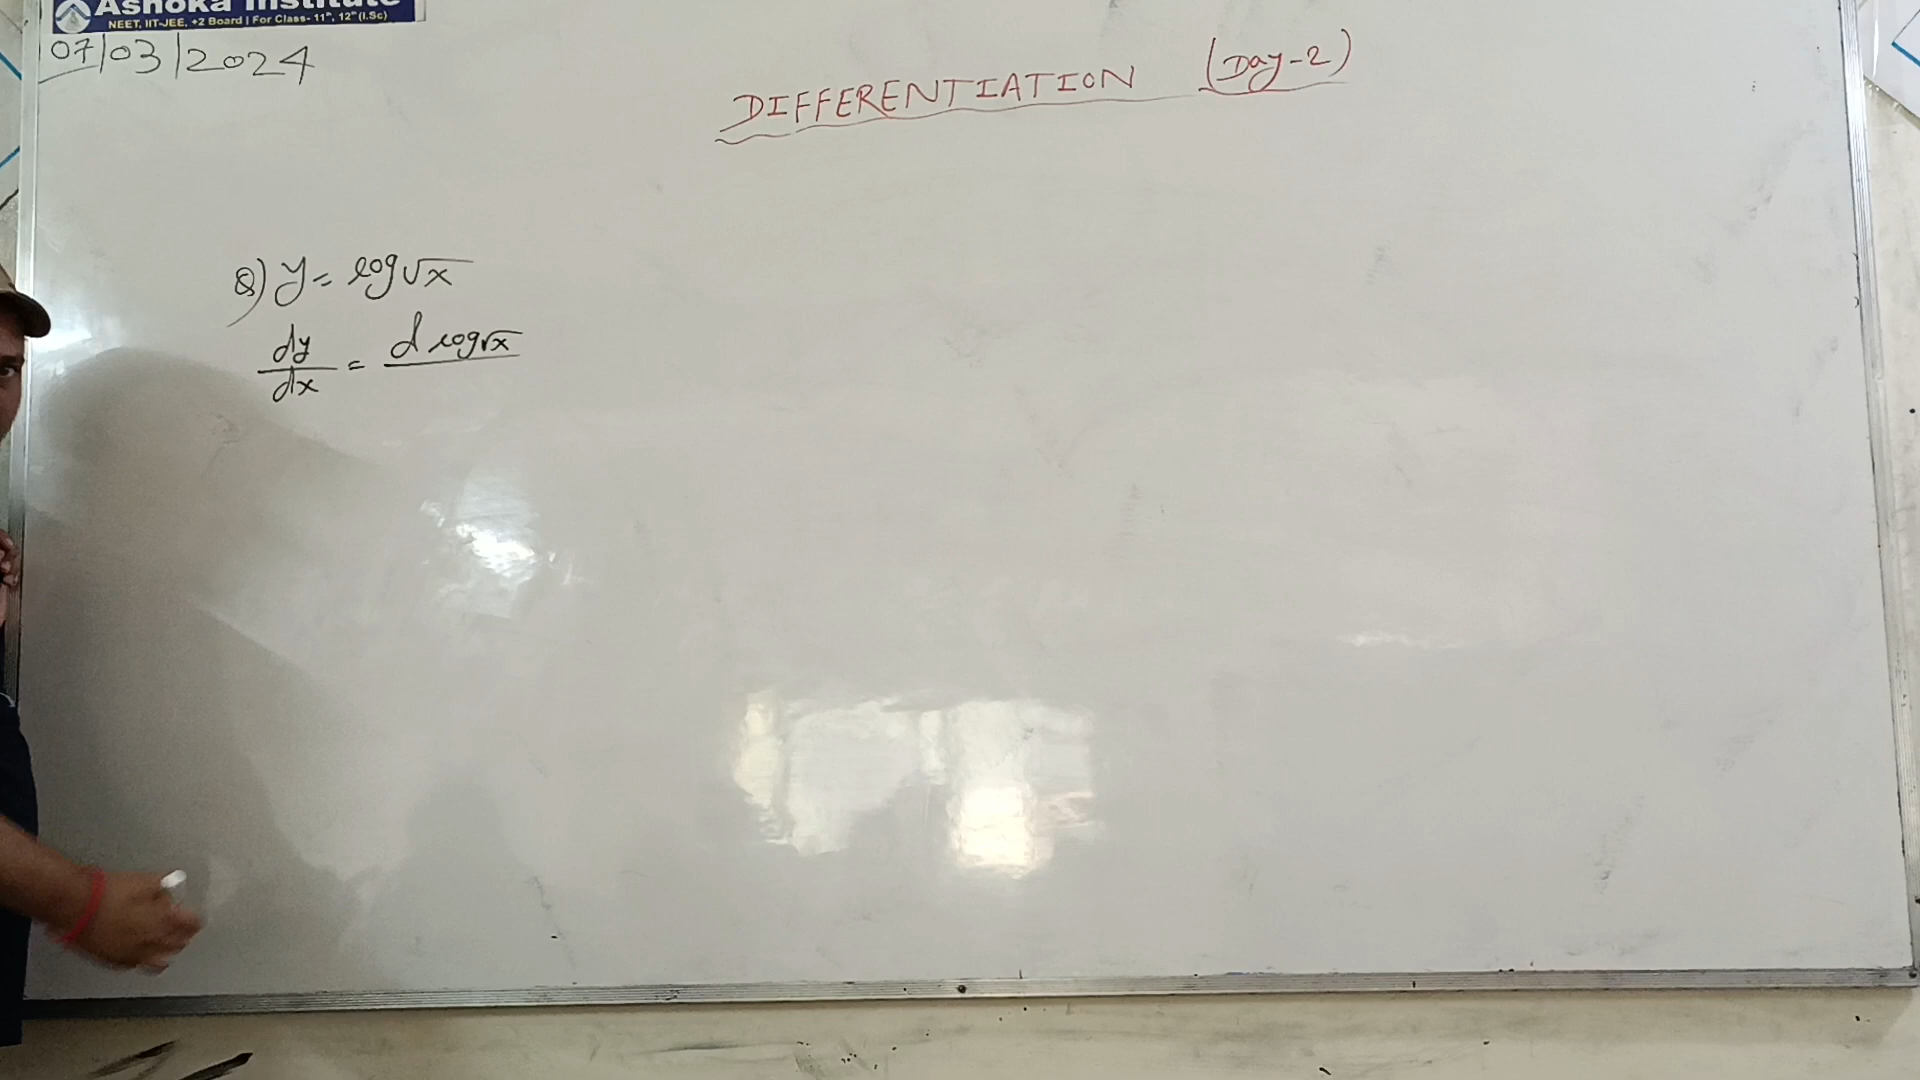 Ashoka Institute
NEET, IIT-JEE, +2 Board | For Class- 11th, 12th (I.Sc)
07/03/2024
DIFFERENTIATION (Day-2)
Q) y = log√x
dy/dx = d log√x